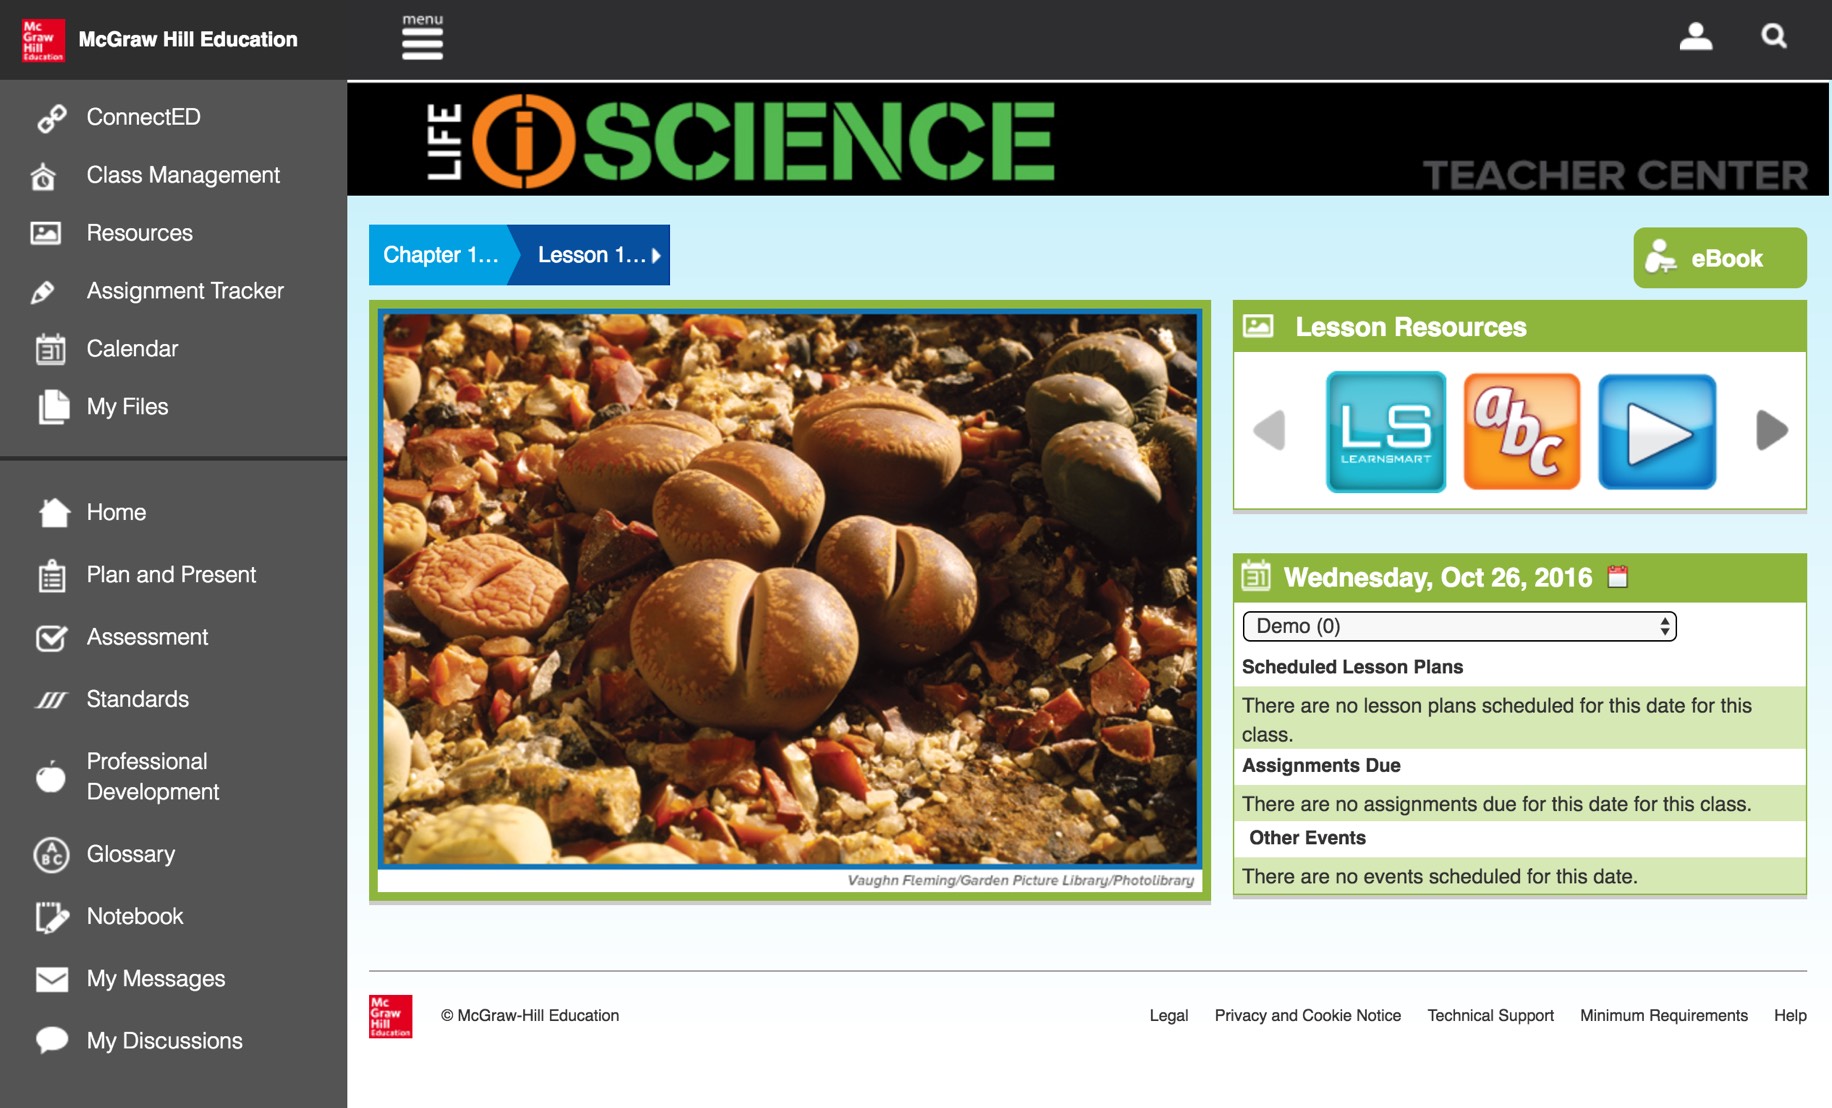 Mc
Graw
Hill
Education
McGraw Hill Education
menu
ConnectED
Class Management
Resources
Assignment Tracker
31
Calendar
My Files
Home
Plan and Present
Assessment
Standards
Professional
Development
A
B C
Glossary
Notebook
My Messages
My Discussions
LIFE iSCIENCE
TEACHER CENTER
Chapter 1...
Lesson 1...
eBook
Vaughn Fleming/Garden Picture Library/Photolibrary
Lesson Resources
LS
LEARNSMART
abc
31
Wednesday, Oct 26, 2016
Demo (0)
Scheduled Lesson Plans
There are no lesson plans scheduled for this date for this
class.
Assignments Due
There are no assignments due for this date for this class.
Other Events
There are no events scheduled for this date.
Mc
Graw
Hill
Education
© McGraw-Hill Education
Legal Privacy and Cookie Notice Technical Support Minimum Requirements Help